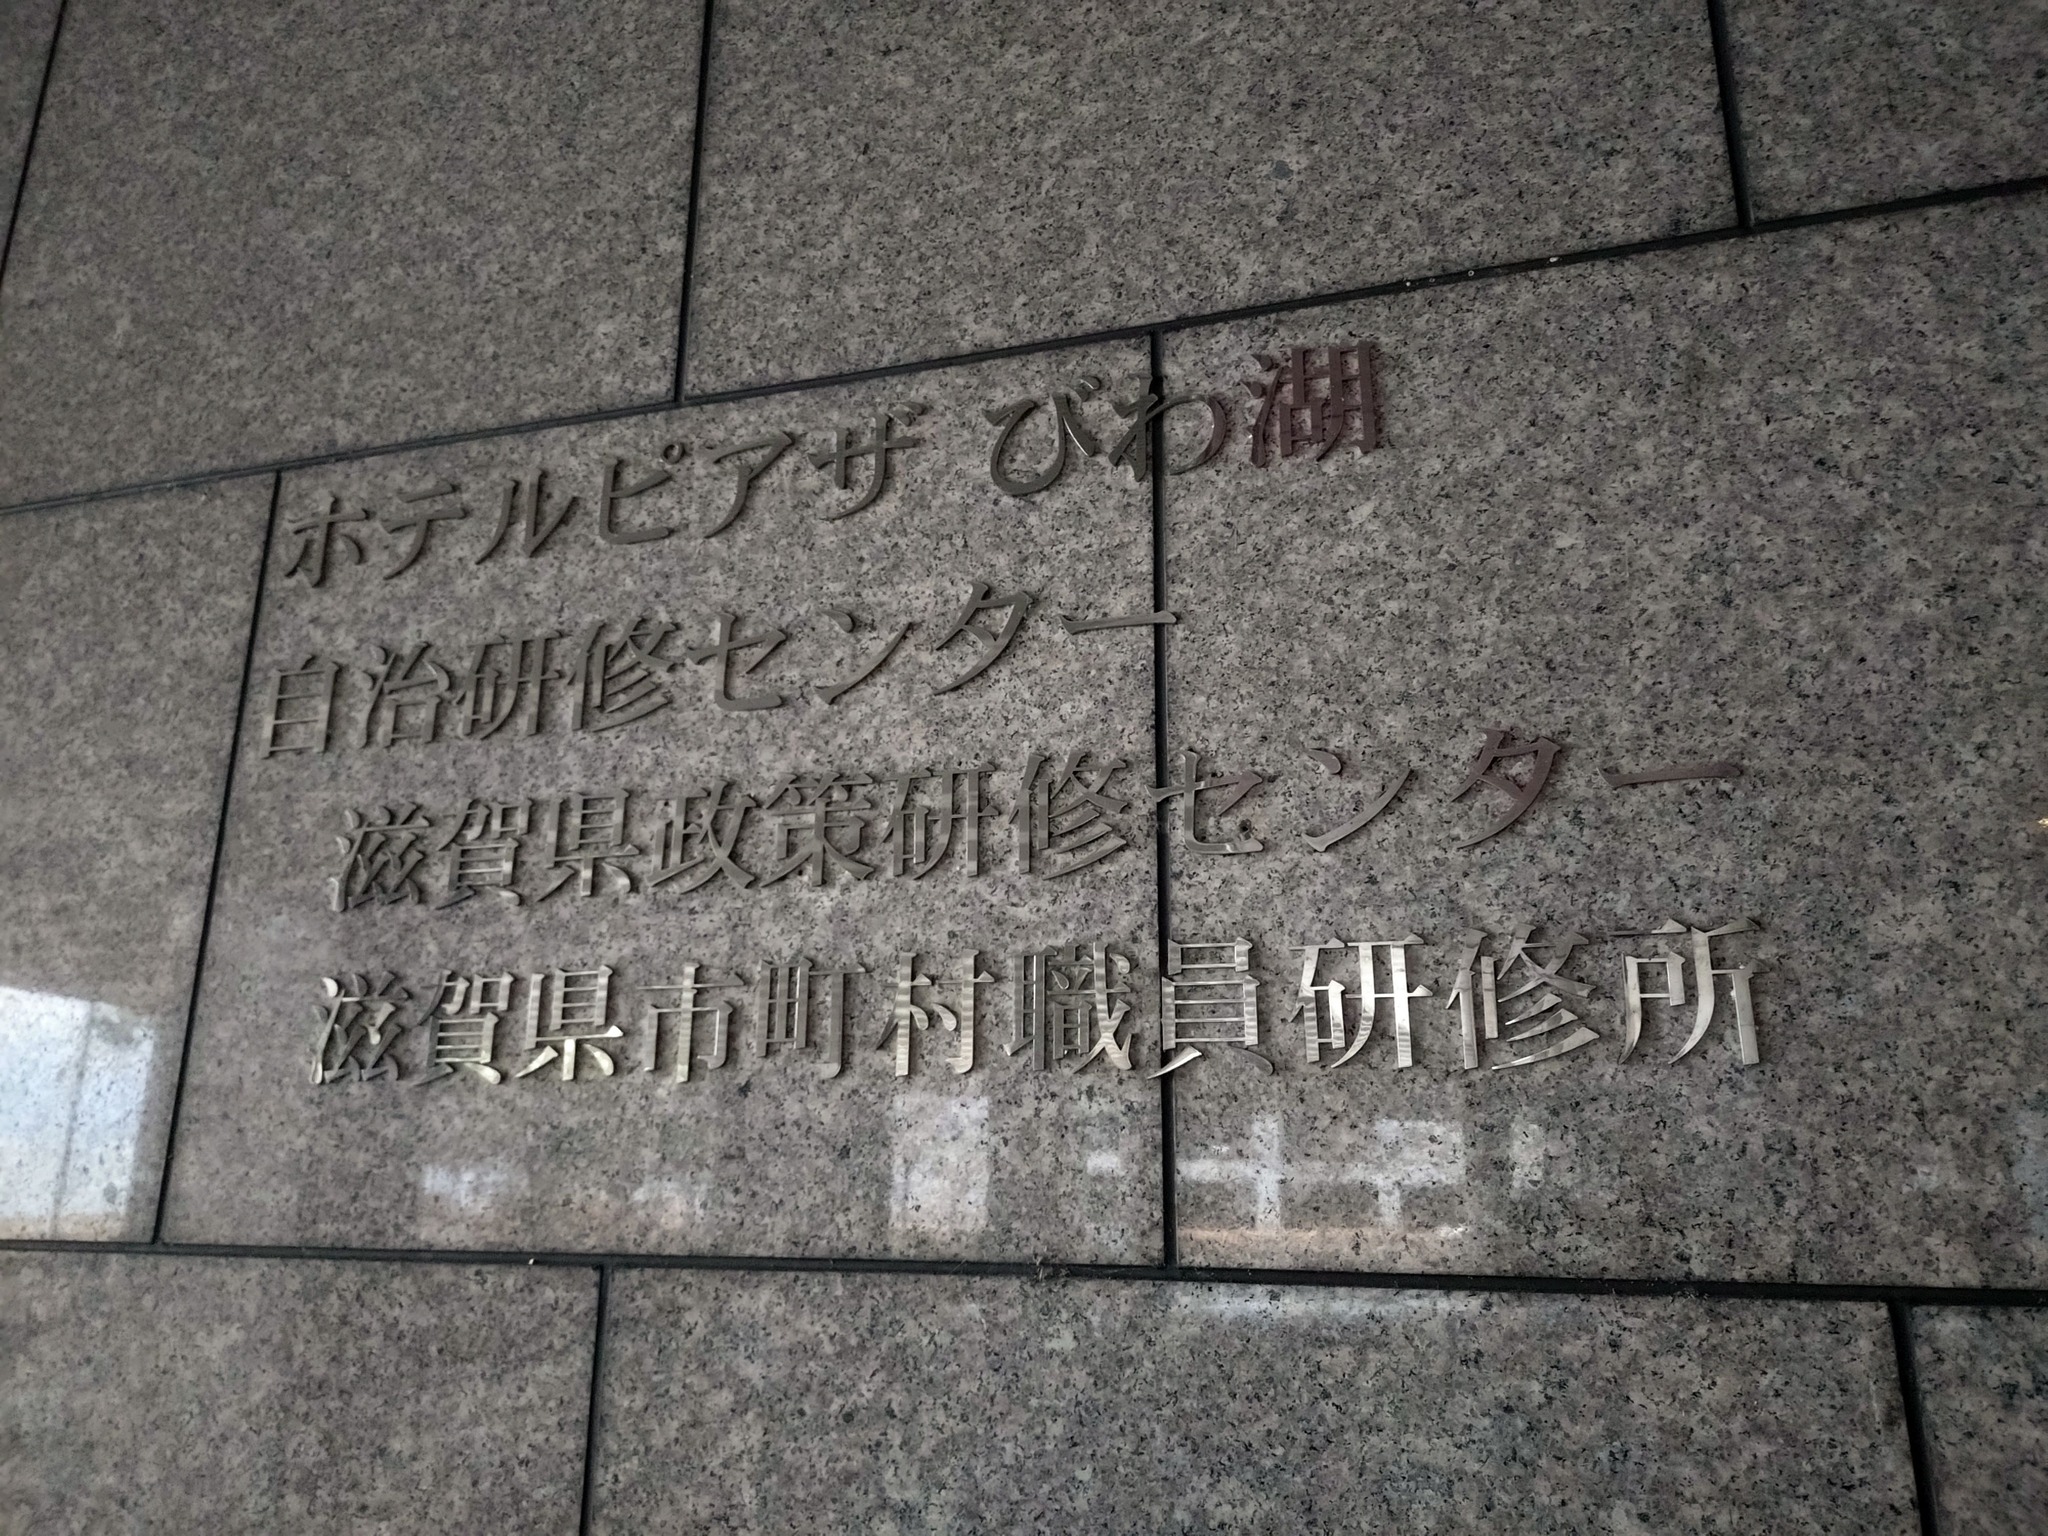 ホテルピアザ びわ湖
自治研修センター
滋賀県政策研修センター
滋賀県市町村職員研修所